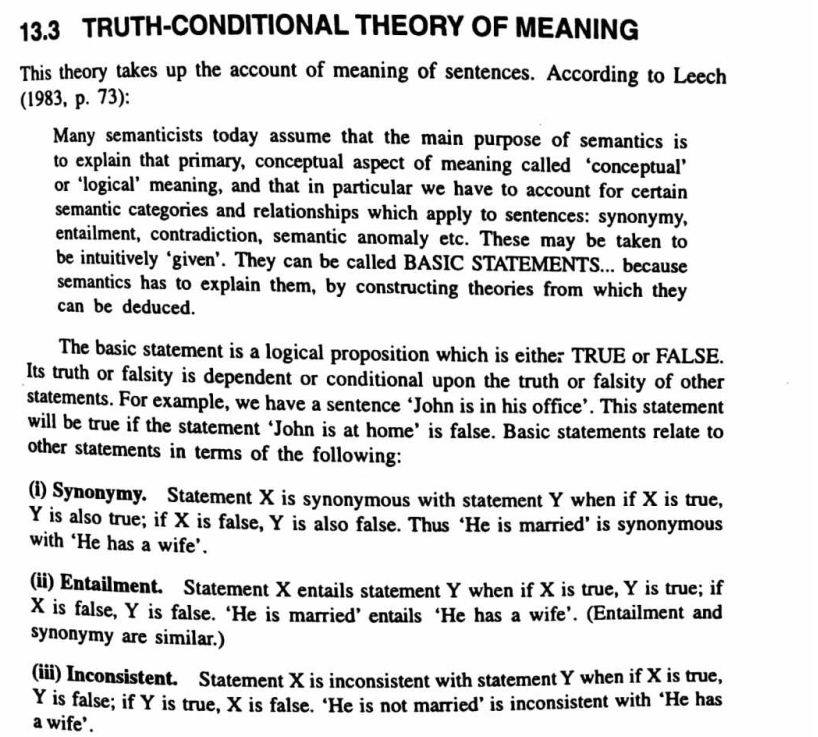 13.3 TRUTH-CONDITIONAL THEORY OF MEANING
This theory takes up the account of meaning of sentences. According to Leech
(1983, p. 73):
Many semanticists today assume that the main purpose of semantics is
to explain that primary, conceptual aspect of meaning called ‘conceptual’
or ‘logical’ meaning, and that in particular we have to account for certain
semantic categories and relationships which apply to sentences: synonymy,
entailment, contradiction, semantic anomaly etc. These may be taken to
be intuitively ‘given’. They can be called BASIC STATEMENTS... because
semantics has to explain them, by constructing theories from which they
can be deduced.
The basic statement is a logical proposition which is either TRUE or FALSE.
Its truth or falsity is dependent or conditional upon the truth or falsity of other
statements. For example, we have a sentence ‘John is in his office’. This statement
will be true if the statement ‘John is at home’ is false. Basic statements relate to
other statements in terms of the following:
(i) Synonymy. Statement X is synonymous with statement Y when if X is true,
Y is also true; if X is false, Y is also false. Thus ‘He is married’ is synonymous
with ‘He has a wife’.
(ii) Entailment. Statement X entails statement Y when if X is true, Y is true; if
X is false, Y is false. ‘He is married’ entails ‘He has a wife’. (Entailment and
synonymy are similar.)
(iii) Inconsistent. Statement X is inconsistent with statement Y when if X is true,
Y is false; if Y is true, X is false. ‘He is not married’ is inconsistent with ‘He has
a wife’.